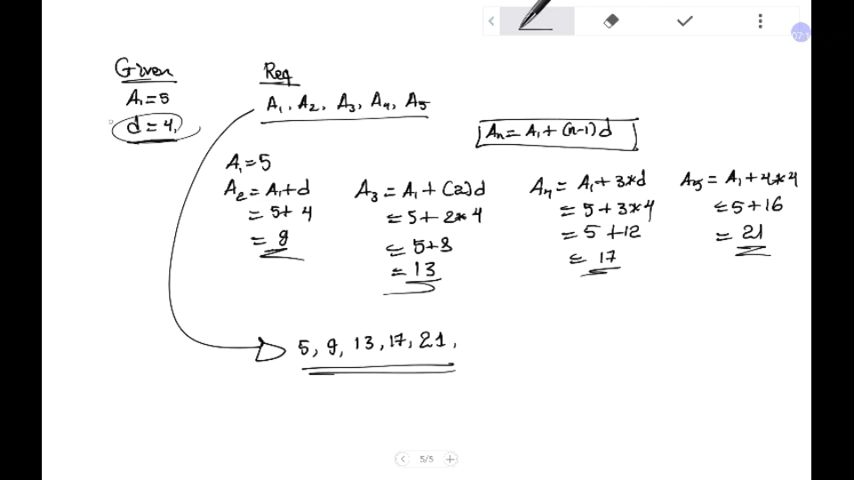 Given
A₁=5
d=4,
Req
A₁, A₂, A₃, A₄, A₅
An = A₁ + (n-1)d
A₁=5
A₂ = A₁+d
= 5+ 4
= 9
A₃ = A₁ + (2)d
= 5+ 2*4
= 5+8
= 13
A₄ = A₁+3*d
= 5+3*4
= 5+12
= 17
A₅ = A₁+4*4
= 5+16
= 21
5, 9, 13, 17, 21,
5/5